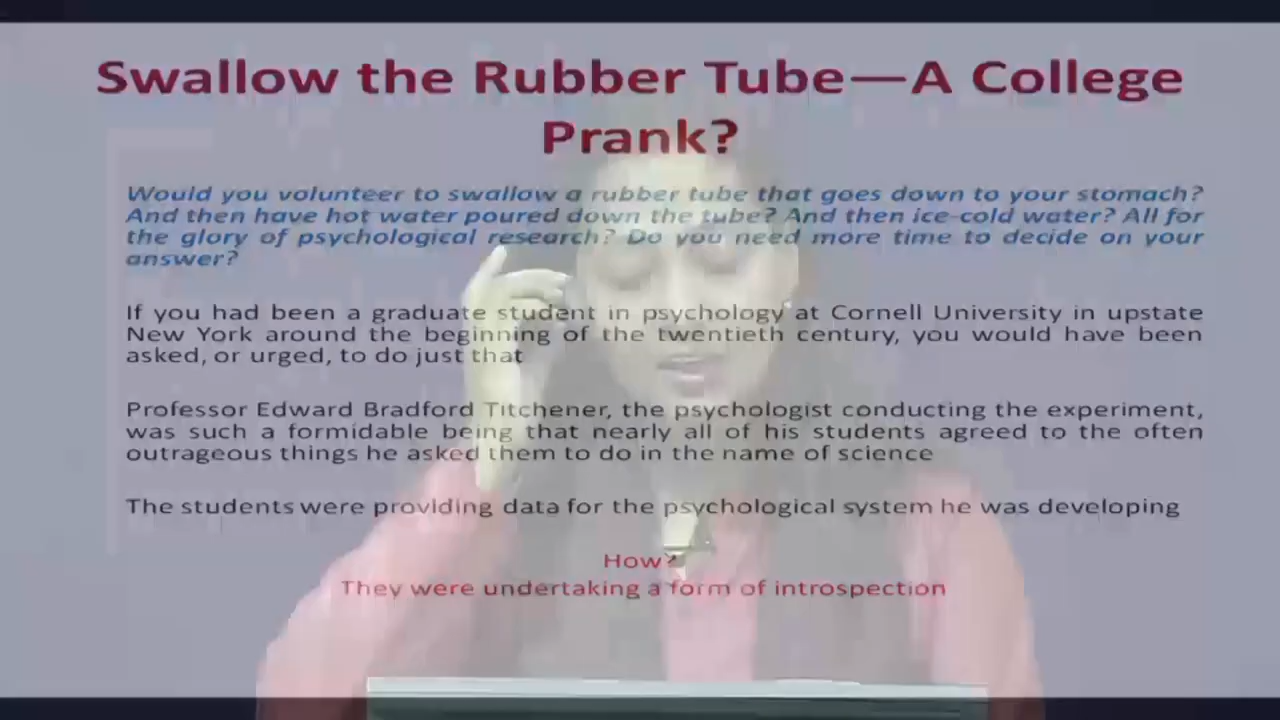 Swallow the Rubber Tube—A College
Prank?
Would you volunteer to swallow a rubber tube that goes down to your stomach?
And then have hot water poured down the tube? And then ice-cold water? All for
the glory of psychological research? Do you need more time to decide on your
answer?
If you had been a graduate student in psychology at Cornell University in upstate
New York around the beginning of the twentieth century, you would have been
asked, or urged, to do just that
Professor Edward Bradford Titchener, the psychologist conducting the experiment,
was such a formidable being that nearly all of his students agreed to the often
outrageous things he asked them to do in the name of science
The students were providing data for the psychological system he was developing
How?
They were undertaking a form of introspection